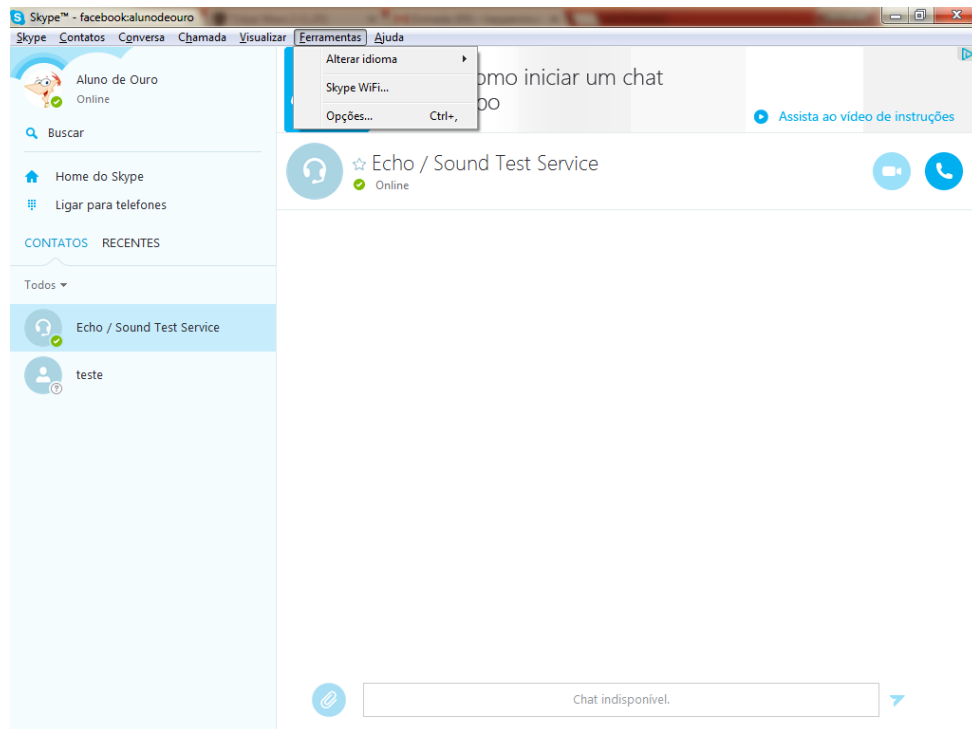 Skype™ - facebook:alunodeouro
Skype Contatos Conversa Chamada Visualizar Ferramentas Ajuda
Alterar idioma
Skype WiFi...
Opções... Ctrl+,
Aluno de Ouro
Online
Buscar
Home do Skype
Ligar para telefones
CONTATOS RECENTES
Todos
Echo / Sound Test Service
teste
omo iniciar um chat
po
Assista ao vídeo de instruções
Echo / Sound Test Service
Online
Chat indisponível.